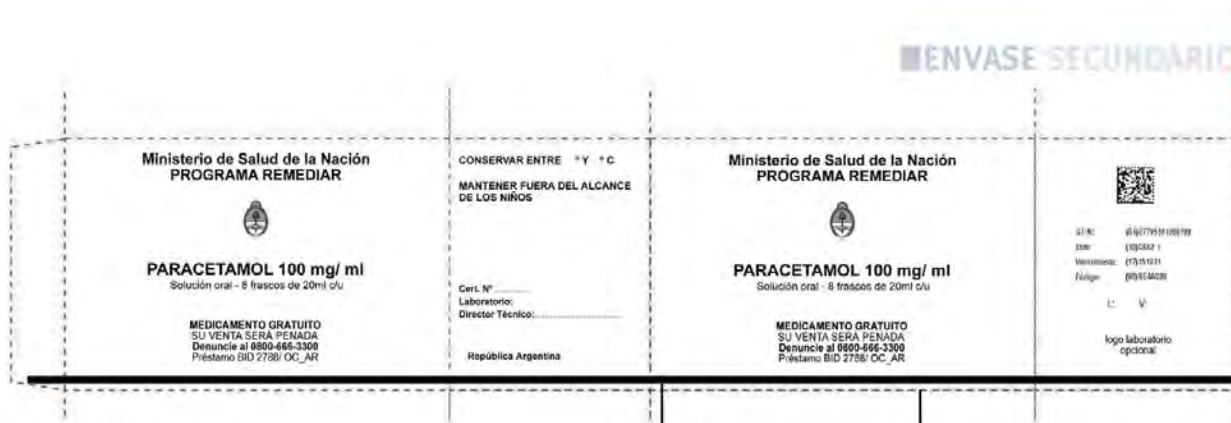 ENVASE SECUNDARIO
Ministerio de Salud de la Nación
PROGRAMA REMEDIAR
PARACETAMOL 100 mg/ ml
Solución oral - 8 frascos de 20ml c/u
MEDICAMENTO GRATUITO
SU VENTA SERÁ PENADA
Denuncie al 0800-666-3300
Préstamo BID 2788/ OC_AR
CONSERVAR ENTRE ° Y ° C
MANTENER FUERA DEL ALCANCE
DE LOS NIÑOS
Cert. Nº ............
Laboratorio:
Director Técnico:............................
República Argentina
Ministerio de Salud de la Nación
PROGRAMA REMEDIAR
PARACETAMOL 100 mg/ ml
Solución oral - 8 frascos de 20ml c/u
MEDICAMENTO GRATUITO
SU VENTA SERÁ PENADA
Denuncie al 0800-666-3300
Préstamo BID 2788/ OC_AR
L: V:
logo laboratorio
opcional